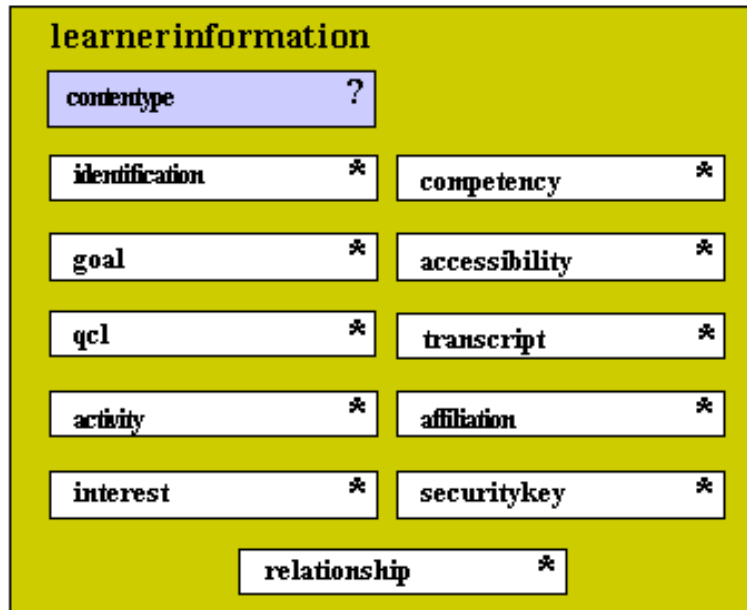 learnerinformation
contentype ?
identification * competency *
goal * accessibility *
qcl * transcript *
activity * affiliation *
interest * securitykey *
relationship *